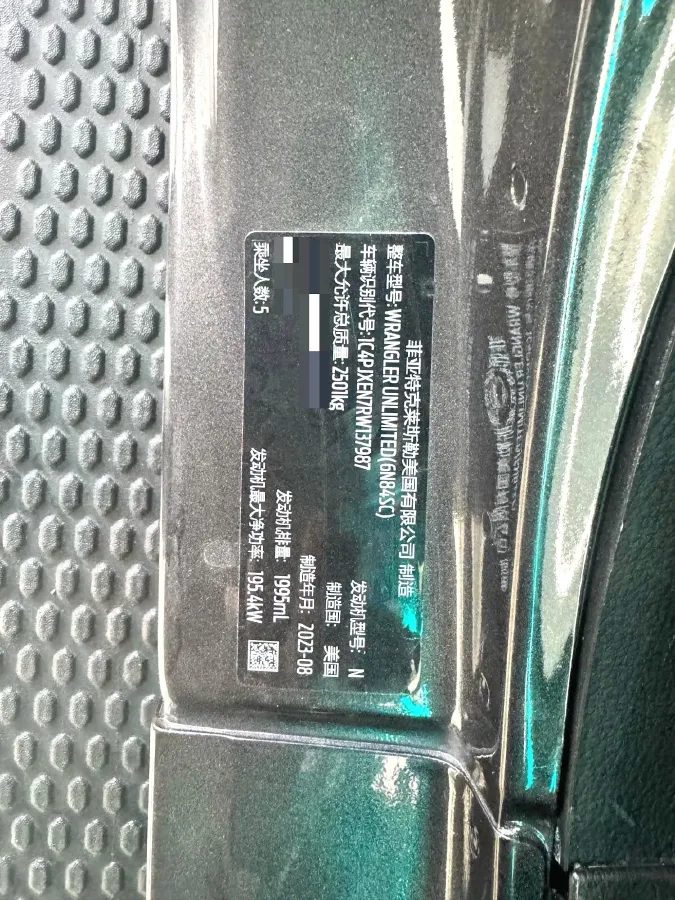 菲亚特克莱斯勒美国有限公司 制造
整车型号:WRANGLER UNLIMITED(6N84SC)
车辆识别代号:1C4PJXEN7RW137987
发动机型号: N
最大允许总质量:2501kg
制造国: 美国
制造年月: 2023-08
发动机排量: 1995mL
乘坐人数:5
发动机最大净功率: 195.4kW